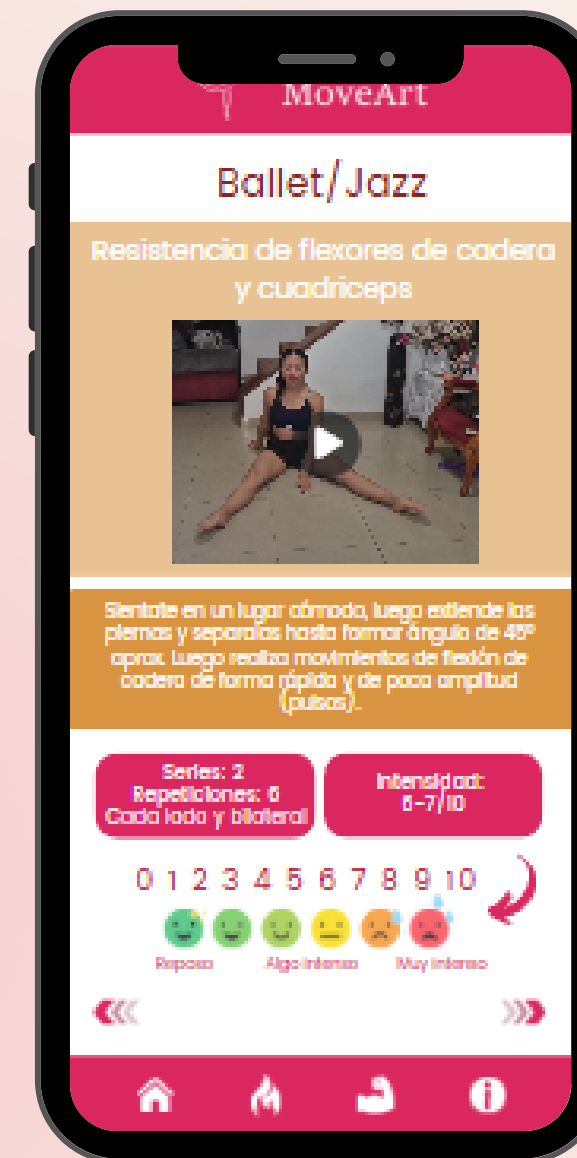 MoveArt
Ballet/Jazz
Resistencia de flexores de cadera
y cuadriceps
Sientate en un lugar cómodo, luego extiende las
piernas y separalas hasta formar ángulo de 45º
aprox. Luego realiza movimientos de flexión de
cadera de forma rápida y de poca amplitud
(pulsos).
Series: 2
Repeticiones: 6
Cada lado y bilateral
Intensidad:
6-7/10
0 1 2 3 4 5 6 7 8 9 10
Reposo Algo Intenso Muy intenso